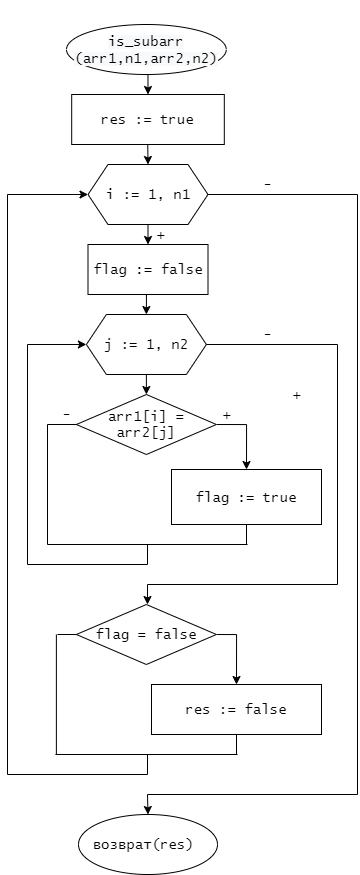 is_subarr
(arr1,n1,arr2,n2)
res := true
i := 1, n1
-
+
flag := false
j := 1, n2
-
+
-
arr1[i] =
arr2[j]
+
flag := true
flag = false
res := false
возврат(res)